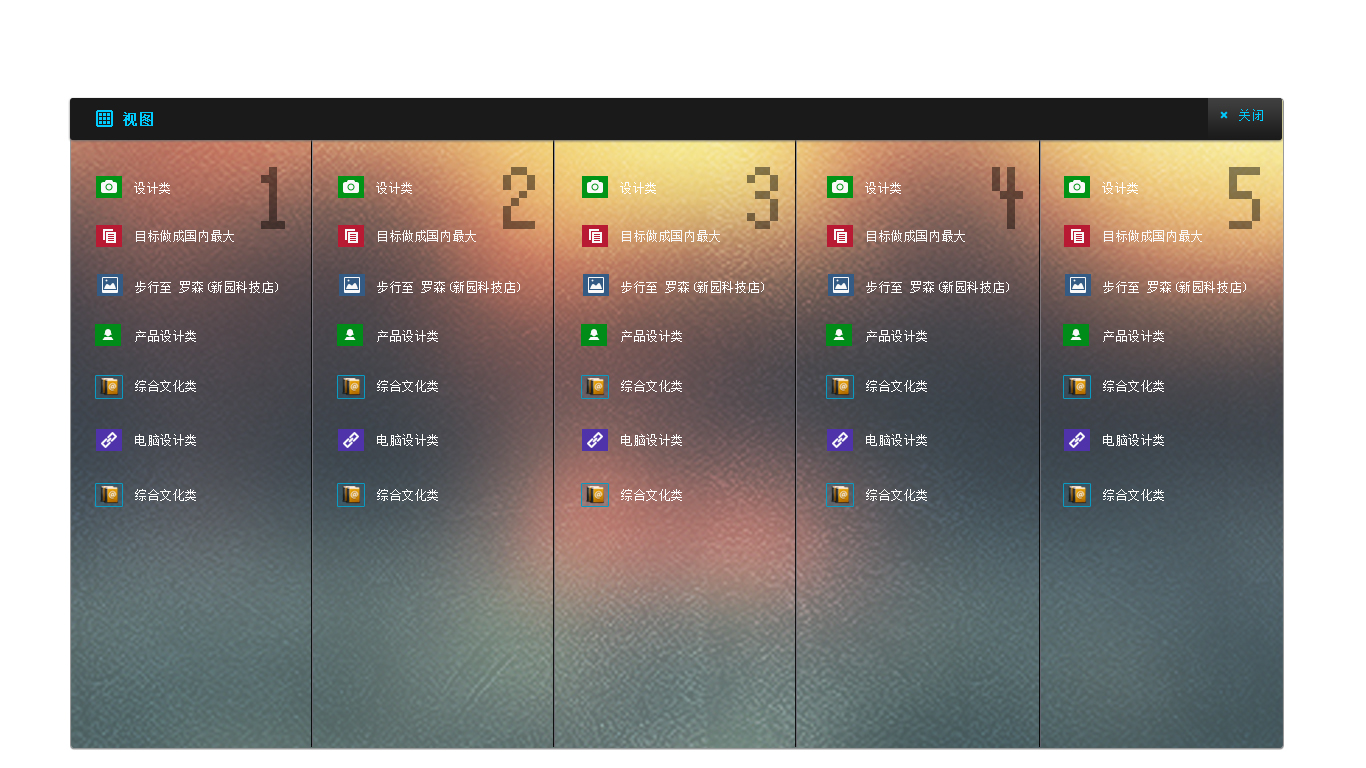 视图
× 关闭
1
设计类
目标做成国内最大
步行至 罗森(新园科技店)
产品设计类
综合文化类
电脑设计类
综合文化类
2
设计类
目标做成国内最大
步行至 罗森(新园科技店)
产品设计类
综合文化类
电脑设计类
综合文化类
3
设计类
目标做成国内最大
步行至 罗森(新园科技店)
产品设计类
综合文化类
电脑设计类
综合文化类
4
设计类
目标做成国内最大
步行至 罗森(新园科技店)
产品设计类
综合文化类
电脑设计类
综合文化类
5
设计类
目标做成国内最大
步行至 罗森(新园科技店)
产品设计类
综合文化类
电脑设计类
综合文化类